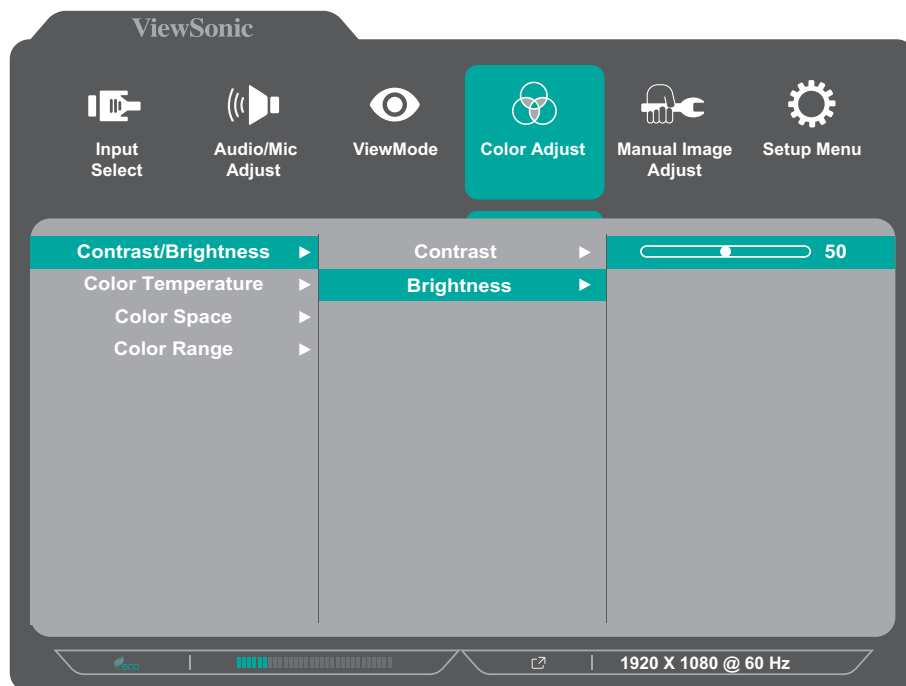 ViewSonic
Input
Select
Audio/Mic
Adjust
ViewMode
Color Adjust
Manual Image
Adjust
Setup Menu
Contrast/Brightness
Contrast
50
Color Temperature
Brightness
Color Space
Color Range
eco
1920 X 1080 @ 60 Hz